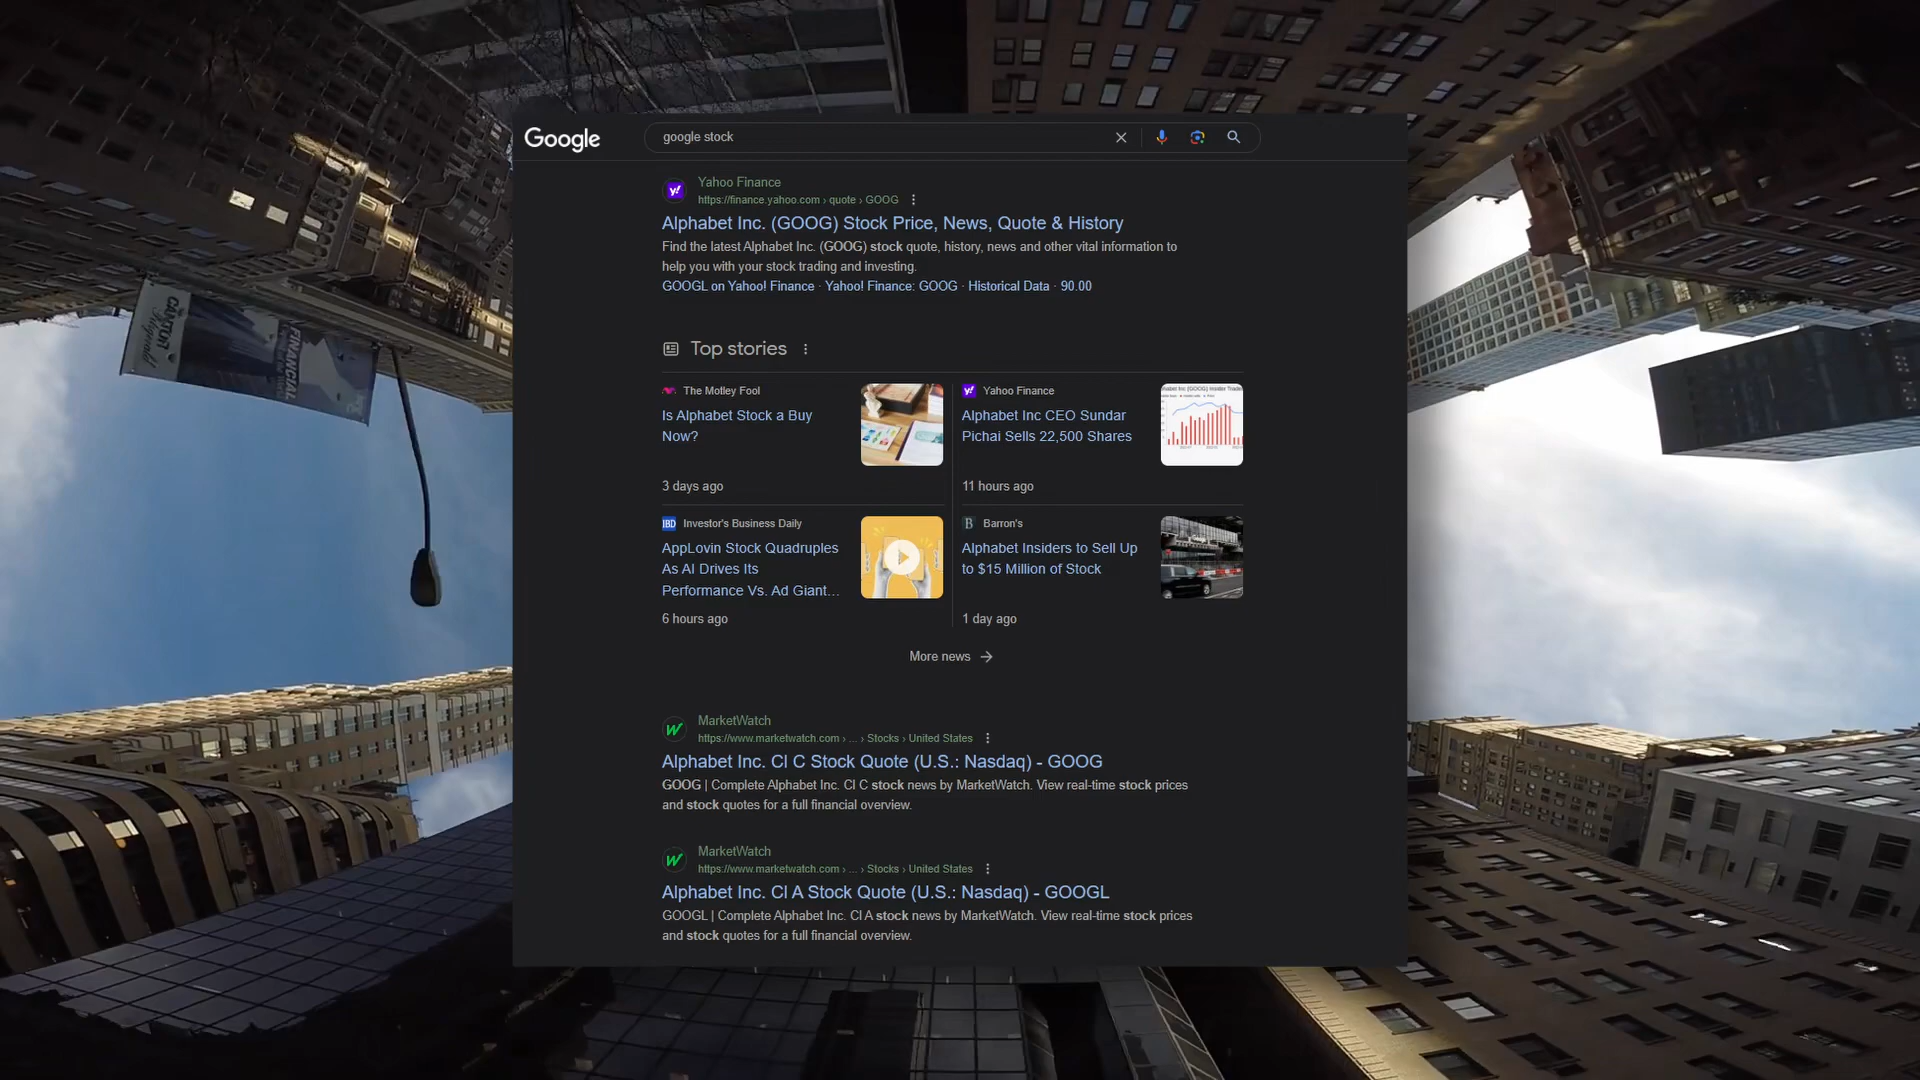 Google
google stock
Yahoo Finance
https://finance.yahoo.com › quote › GOOG
Alphabet Inc. (GOOG) Stock Price, News, Quote & History
Find the latest Alphabet Inc. (GOOG) stock quote, history, news and other vital information to
help you with your stock trading and investing.
GOOGL on Yahoo! Finance · Yahoo! Finance: GOOG · Historical Data · 90.00
Top stories
The Motley Fool
Is Alphabet Stock a Buy
Now?
3 days ago
Yahoo Finance
Alphabet Inc CEO Sundar
Pichai Sells 22,500 Shares
11 hours ago
IBD Investor's Business Daily
AppLovin Stock Quadruples
As AI Drives Its
Performance Vs. Ad Giant...
6 hours ago
B Barron's
Alphabet Insiders to Sell Up
to $15 Million of Stock
1 day ago
More news
MarketWatch
https://www.marketwatch.com › ... › Stocks › United States
Alphabet Inc. Cl C Stock Quote (U.S.: Nasdaq) - GOOG
GOOG | Complete Alphabet Inc. Cl C stock news by MarketWatch. View real-time stock prices
and stock quotes for a full financial overview.
MarketWatch
https://www.marketwatch.com › ... › Stocks › United States
Alphabet Inc. Cl A Stock Quote (U.S.: Nasdaq) - GOOGL
GOOGL | Complete Alphabet Inc. Cl A stock news by MarketWatch. View real-time stock prices
and stock quotes for a full financial overview.
CANTOR
Fitzgerald
FINANCIAL